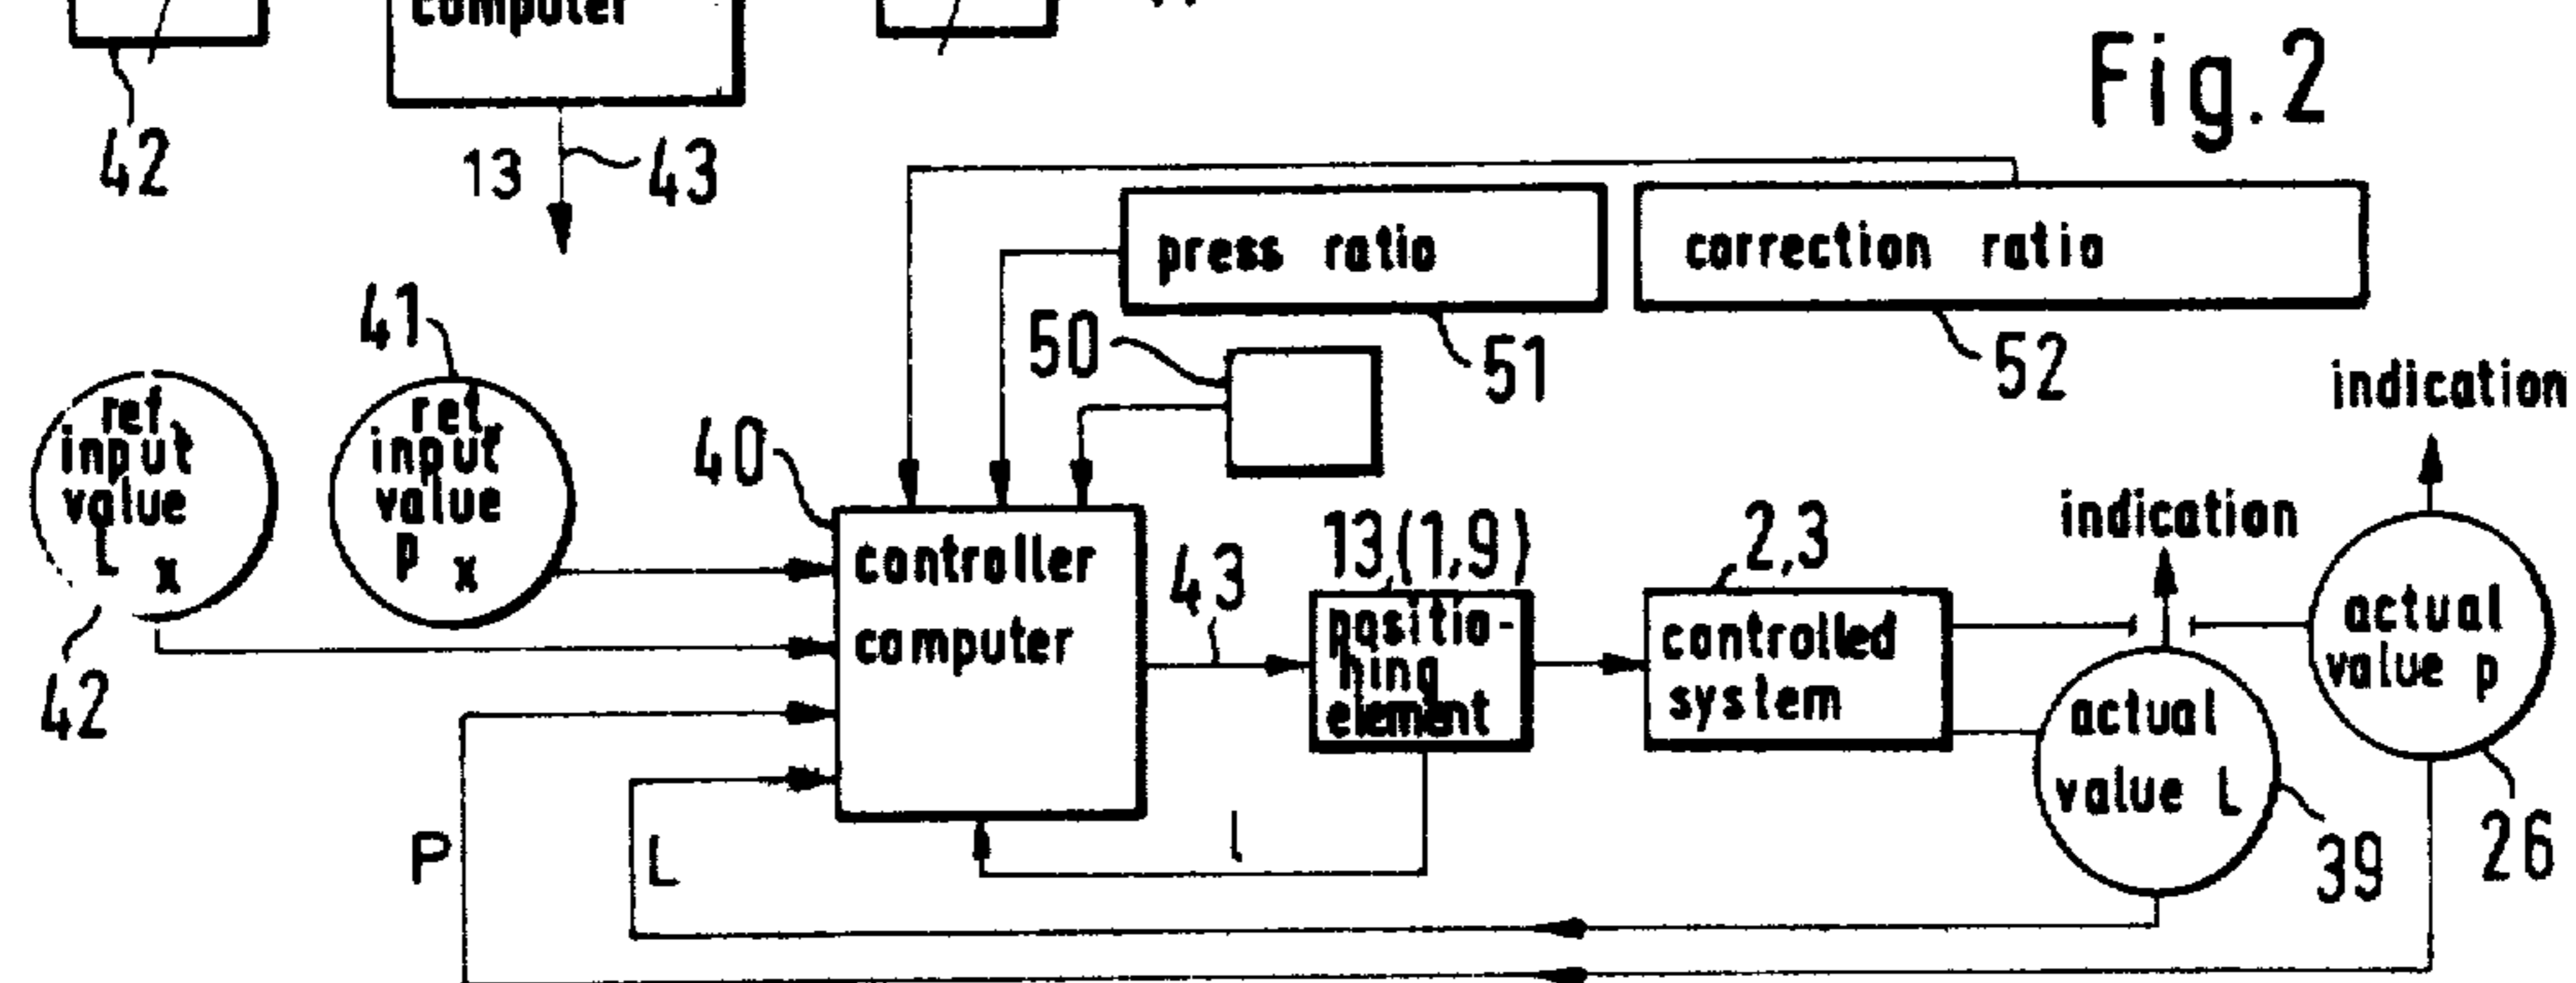 computer
Fig.2
42
13
43
press ratio
correction ratio
41
50
51
52
indication
ref.
input
value
L x
ref.
input
value
p x
40
indication
13(1,9)
2,3
controller
computer
43
positio-
ning
element
controlled
system
actual
value p
actual
value L
42
P
L
l
39
26